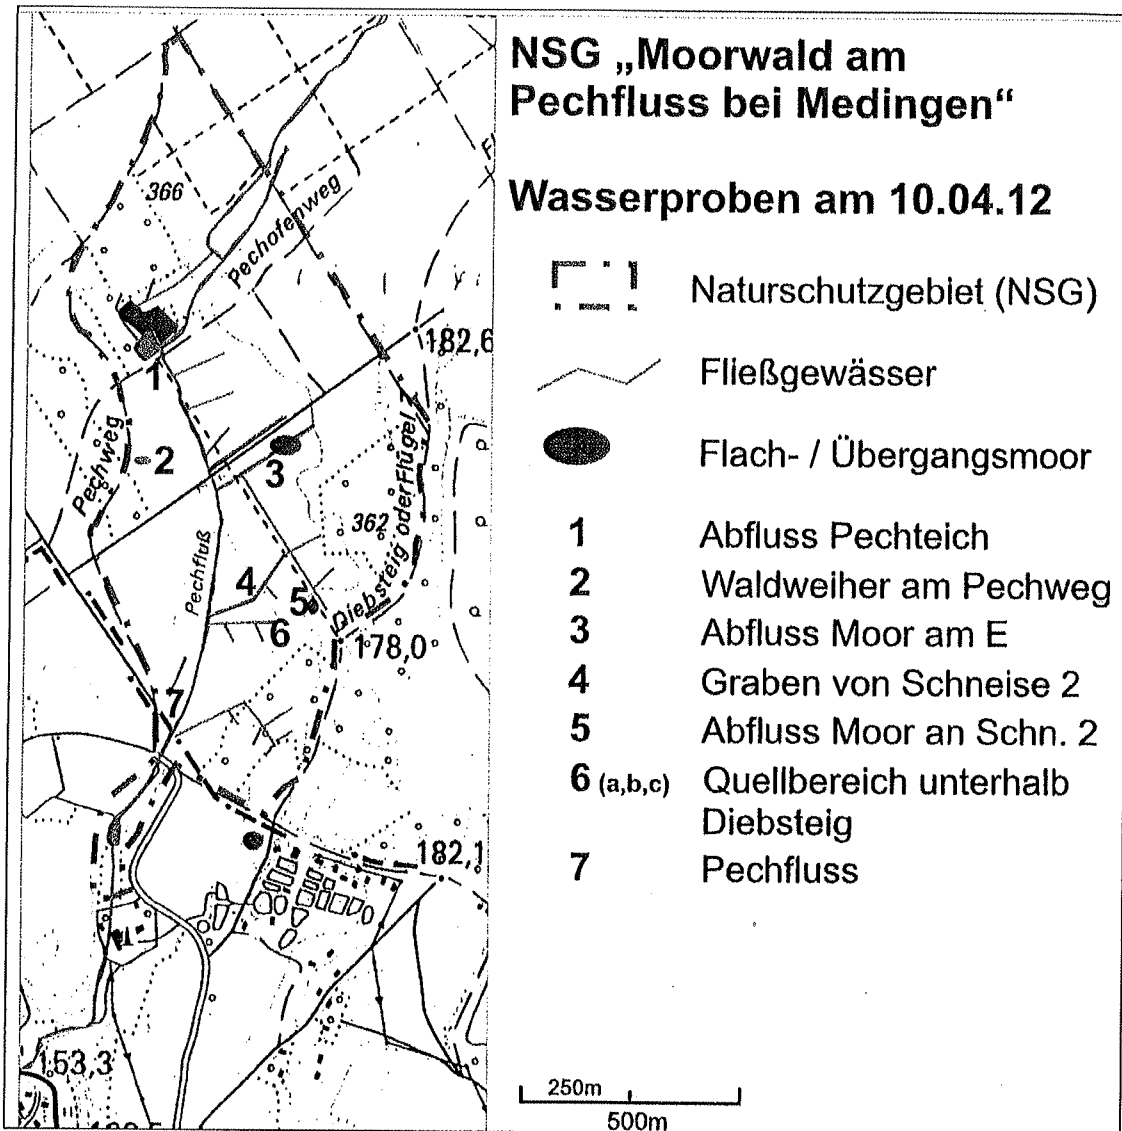 NSG „Moorwald am
Pechfluss bei Medingen“
Wasserproben am 10.04.12
Naturschutzgebiet (NSG)
Fließgewässer
Flach- / Übergangsmoor
1 Abfluss Pechteich
2 Waldweiher am Pechweg
3 Abfluss Moor am E
4 Graben von Schneise 2
5 Abfluss Moor an Schn. 2
6 (a,b,c) Quellbereich unterhalb
Diebsteig
7 Pechfluss
250m
500m
366
Pechofenweg
182,6
1
Pechweg
2
3
362
Diebsteig oder Flügel
Pechfluß
4
5
6
178,0
7
182,1
153,3